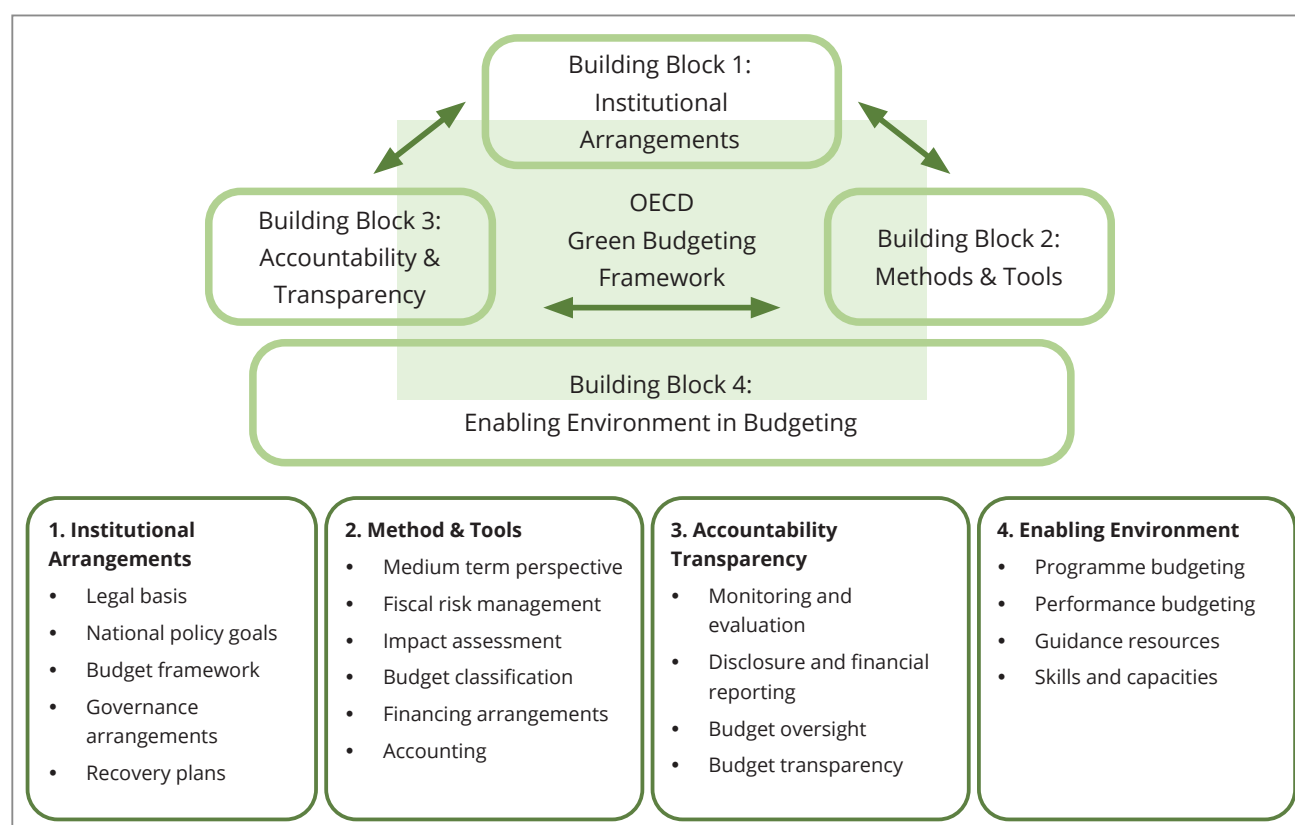 Building Block 1:
Institutional
Arrangements
Building Block 3:
Accountability &
Transparency
OECD
Green Budgeting
Framework
Building Block 2:
Methods & Tools
Building Block 4:
Enabling Environment in Budgeting
1. Institutional
Arrangements
• Legal basis
• National policy goals
• Budget framework
• Governance
arrangements
• Recovery plans
2. Method & Tools
• Medium term perspective
• Fiscal risk management
• Impact assessment
• Budget classification
• Financing arrangements
• Accounting
3. Accountability
Transparency
• Monitoring and
evaluation
• Disclosure and financial
reporting
• Budget oversight
• Budget transparency
4. Enabling Environment
• Programme budgeting
• Performance budgeting
• Guidance resources
• Skills and capacities